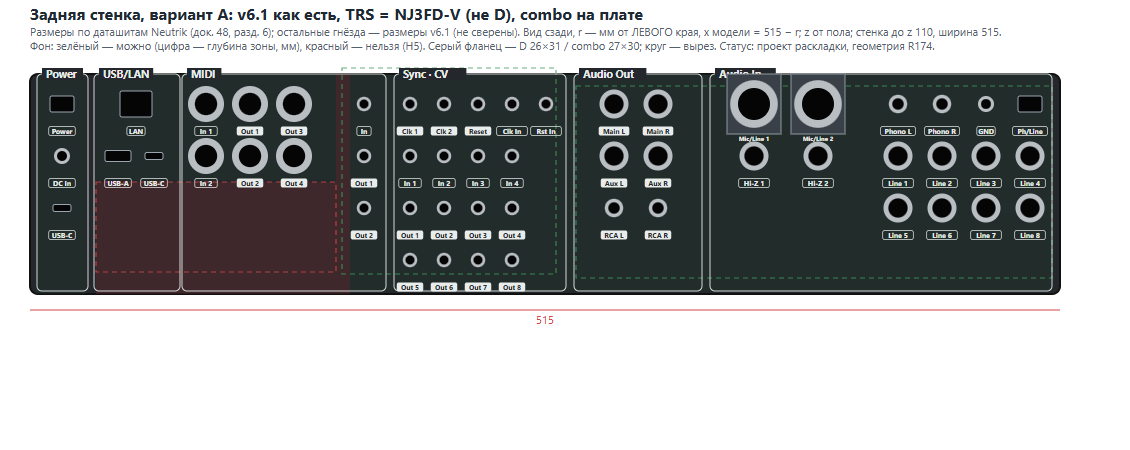 Задняя стенка, вариант A: v6.1 как есть, TRS = NJ3FD-V (не D), combo на плате
Размеры по даташитам Neutrik (док. 48, разд. 6); остальные гнёзда — размеры v6.1 (не сверены). Вид сзади, r — мм от ЛЕВОГО края, x модели = 515 − r; z от пола; стенка до z 110, ширина 515.
Фон: зелёный — можно (цифра — глубина зоны, мм), красный — нельзя (H5). Серый фланец — D 26×31 / combo 27×30; круг — вырез. Статус: проект раскладки, геометрия R174.
Power USB/LAN MIDI Sync · CV Audio Out Audio In
Power LAN In 1 Out 1 Out 3 In Clk 1 Clk 2 Reset Clk In Rst In Main L Main R Mic/Line 1 Mic/Line 2 Phono L Phono R GND Ph/Line
DC In USB-A USB-C In 2 Out 2 Out 4 Out 1 In 1 In 2 In 3 In 4 Aux L Aux R Hi-Z 1 Hi-Z 2 Line 1 Line 2 Line 3 Line 4
USB-C Out 2 Out 1 Out 2 Out 3 Out 4 RCA L RCA R Line 5 Line 6 Line 7 Line 8
Out 5 Out 6 Out 7 Out 8
515